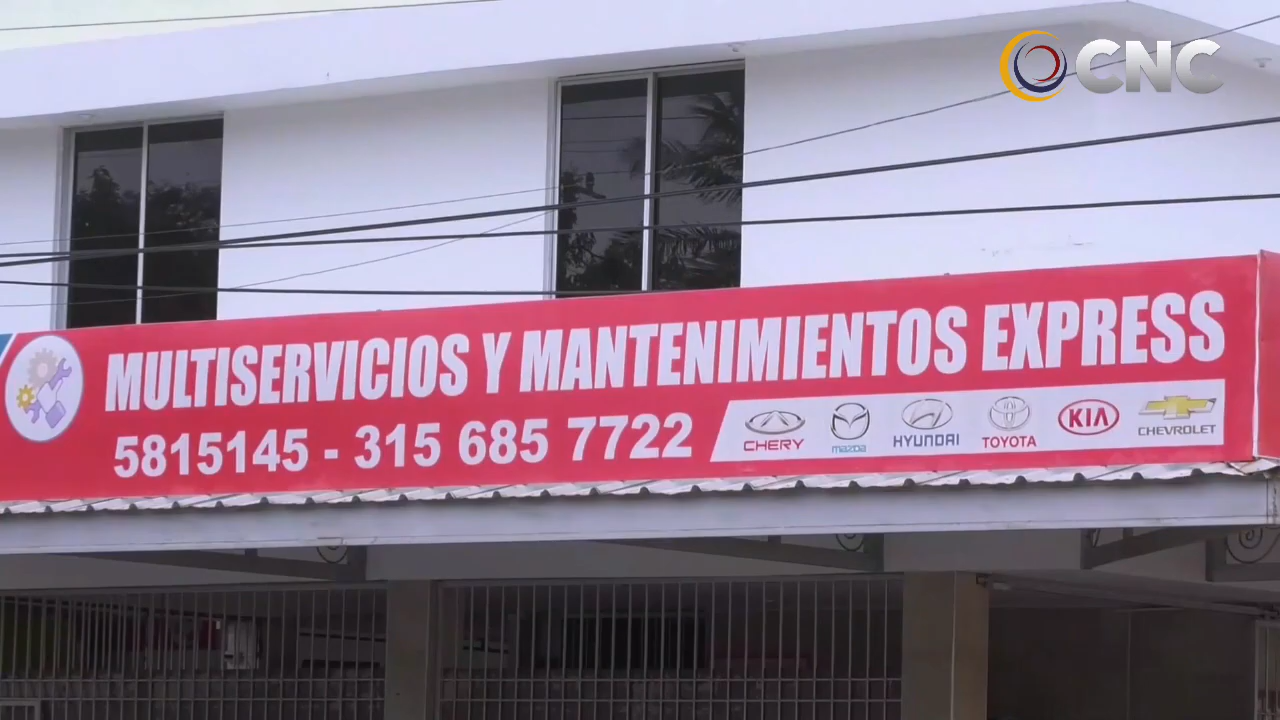 CNC
MULTISERVICIOS Y MANTENIMIENTOS EXPRESS
5815145 - 315 685 7722
CHERY
mazda
HYUNDAI
TOYOTA
KIA
CHEVROLET